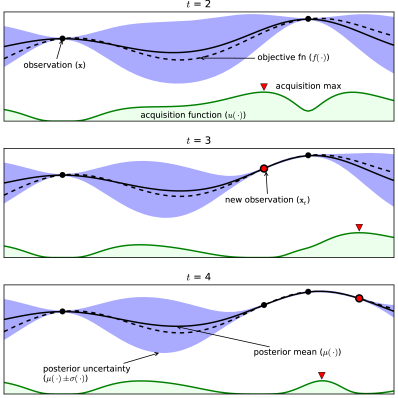 t = 2
observation (x)
objective fn (f(·))
acquisition max
acquisition function (u(·))
t = 3
new observation (xₜ)
t = 4
posterior mean (μ(·))
posterior uncertainty
(μ(·) ± σ(·))